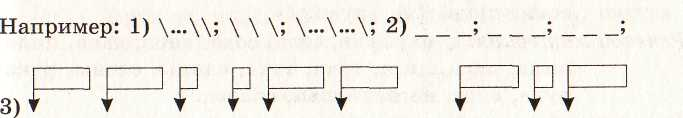 Например: 1) \...\\; \ \ \; \...\...\; 2) _ _ _; _ _ _; _ _ _;
3)